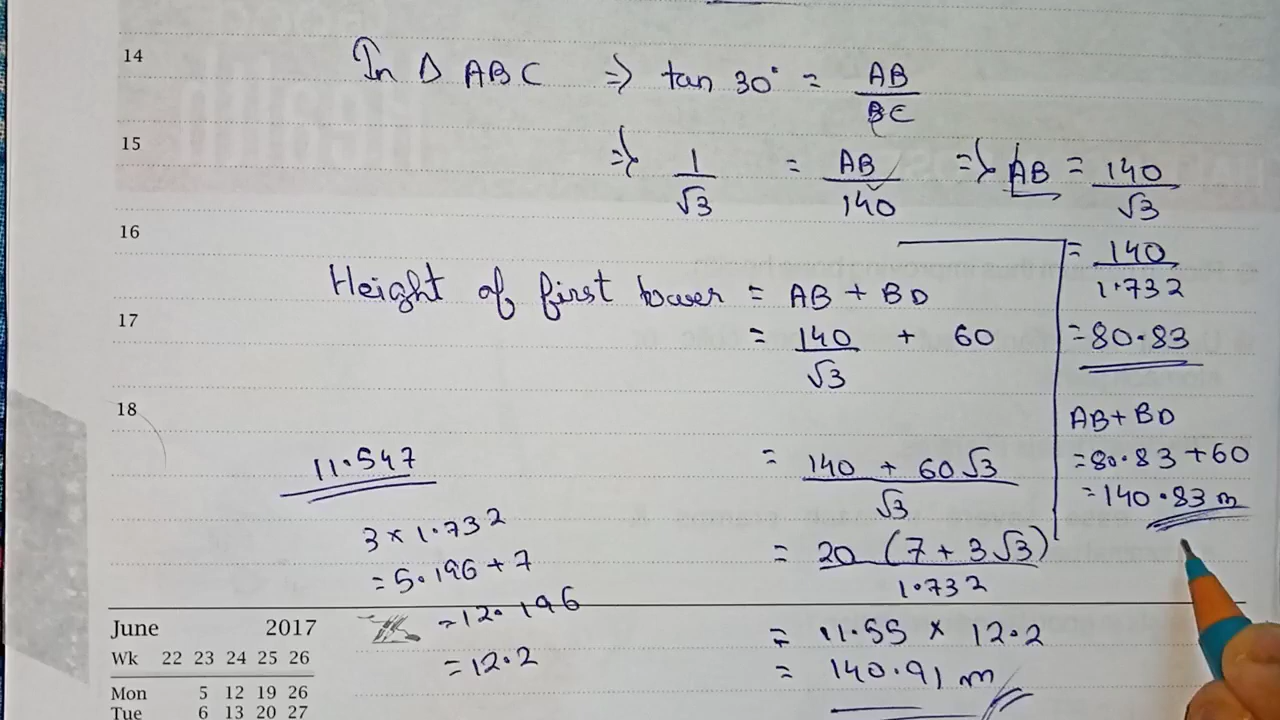 14
In Δ ABC ⇒ tan 30° = AB/BC
15
⇒ 1/√3 = AB/140 ⇒ AB = 140/√3
16
= 140/1.732
Height of first tower = AB + BD
17
= 140/√3 + 60
= 80.83
18
AB + BD
= 80.83 + 60
= 140.83 m
11.547
= 140 + 60√3/√3
3 × 1.732
= 5.196 + 7
= 12.196
= 12.2
= 20 (7 + 3√3)/1.732
= 11.55 × 12.2
= 140.91 m
June 2017
Wk 22 23 24 25 26
Mon 5 12 19 26
Tue 6 13 20 27